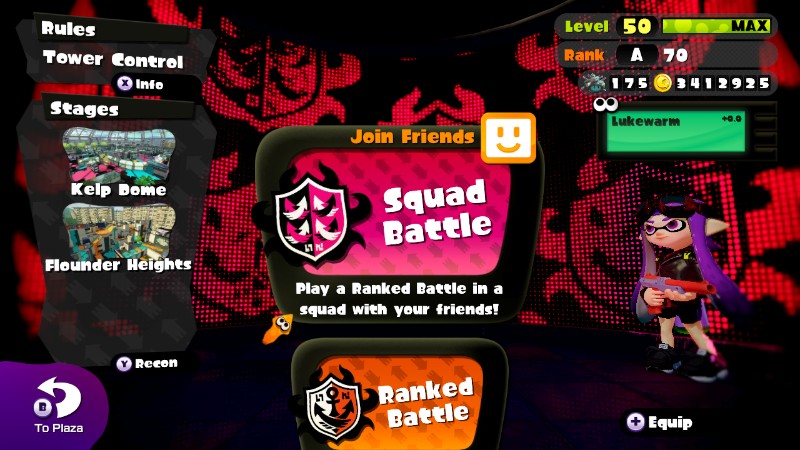 Rules
Tower Control
X Info
Stages
Kelp Dome
Flounder Heights
Y Recon
B
To Plaza
Join Friends
Squad
Battle
Play a Ranked Battle in a
squad with your friends!
Ranked
Battle
Level 50 MAX
Rank A 70
175 3412925
Lukewarm +0.0
+ Equip